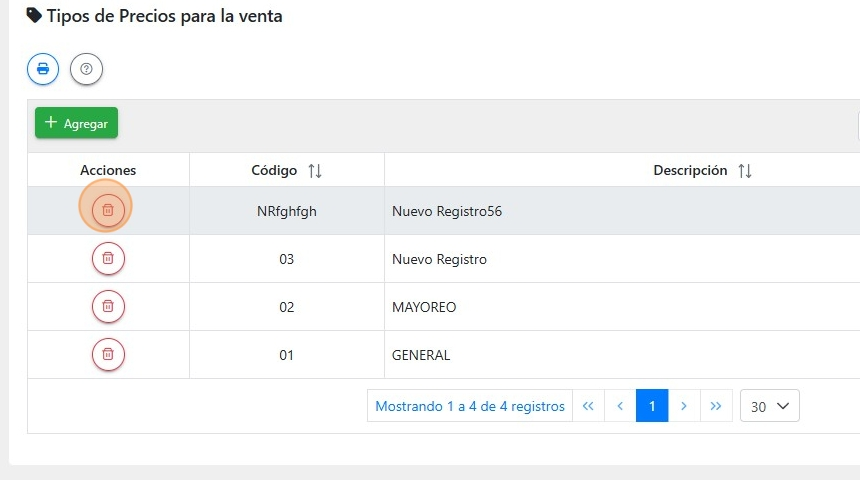 Tipos de Precios para la venta
Agregar
Acciones Código Descripción
NRfghfgh Nuevo Registro56
03 Nuevo Registro
02 MAYOREO
01 GENERAL
Mostrando 1 a 4 de 4 registros « ‹ 1 › » 30